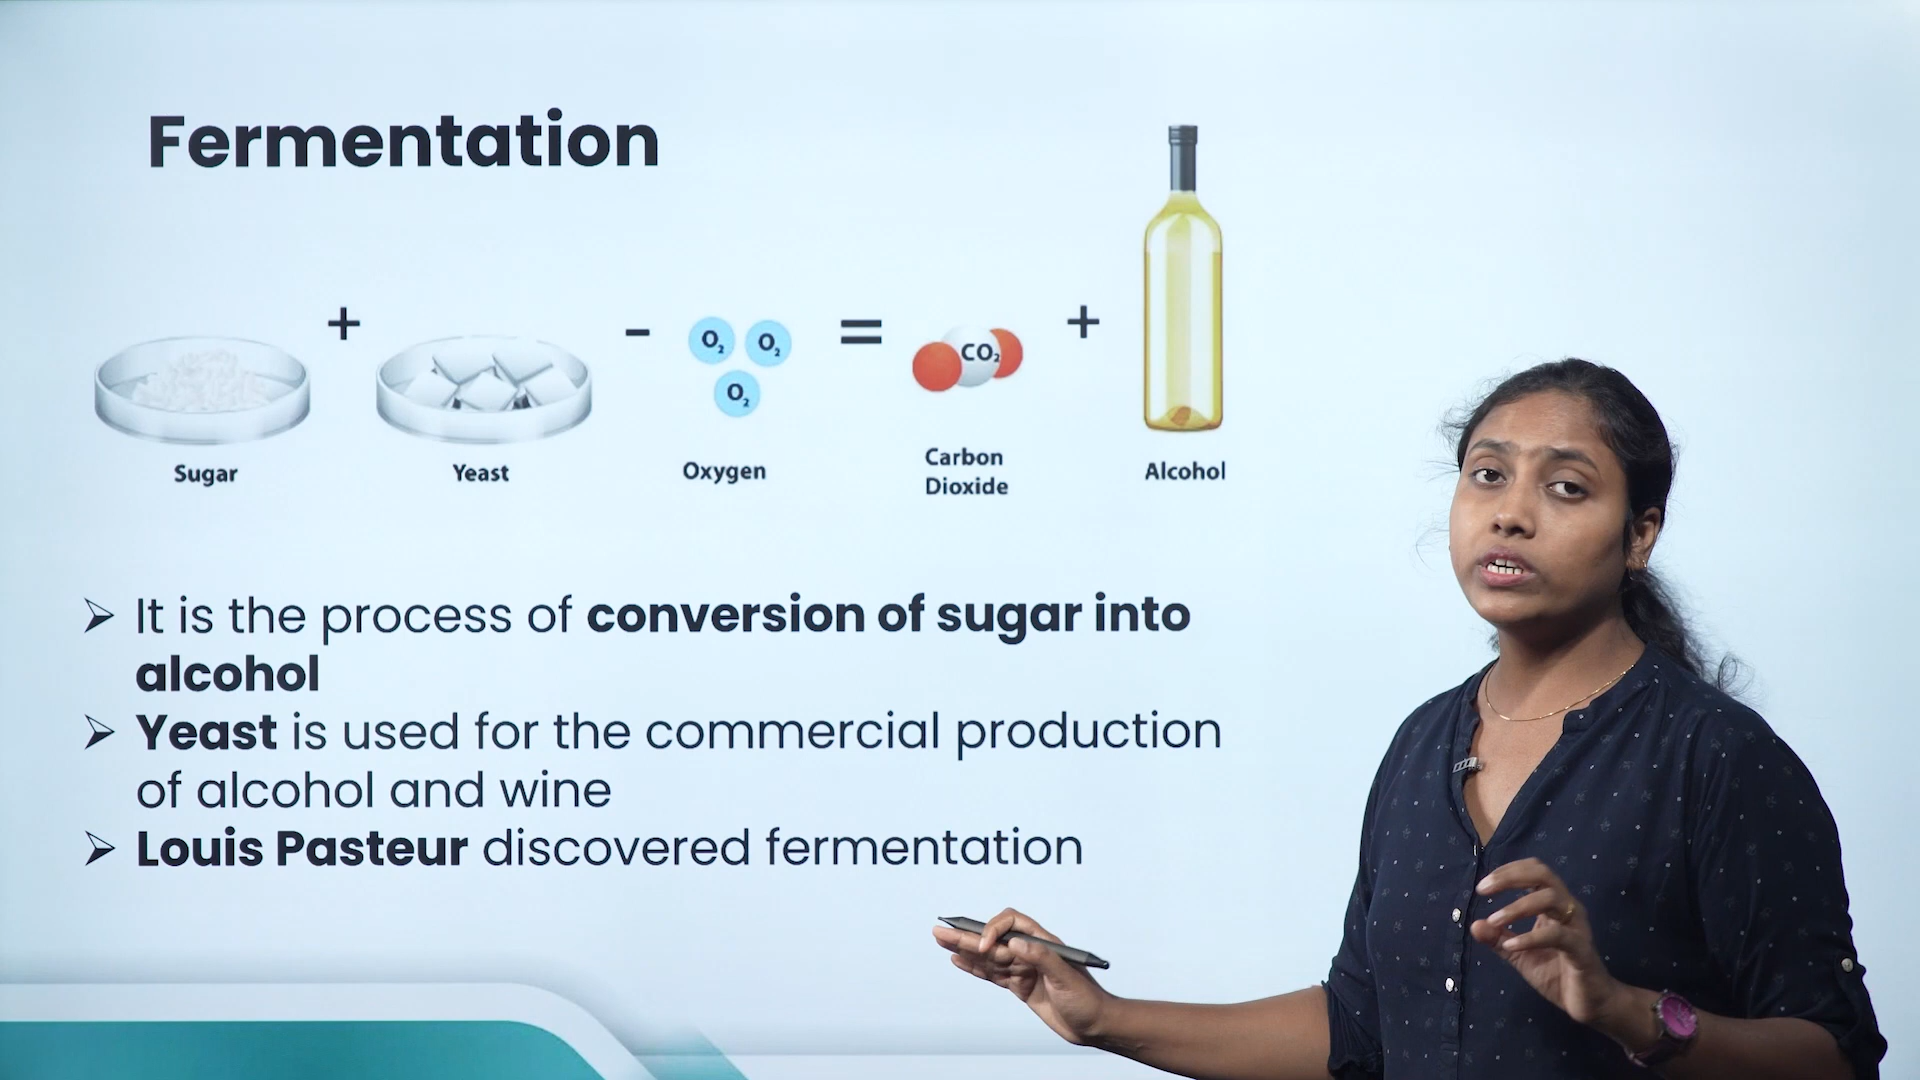 Fermentation
+ - = +
O₂ O₂ O₂
CO₂
Sugar
Yeast
Oxygen
Carbon
Dioxide
Alcohol
➢ It is the process of conversion of sugar into
alcohol
➢ Yeast is used for the commercial production
of alcohol and wine
➢ Louis Pasteur discovered fermentation